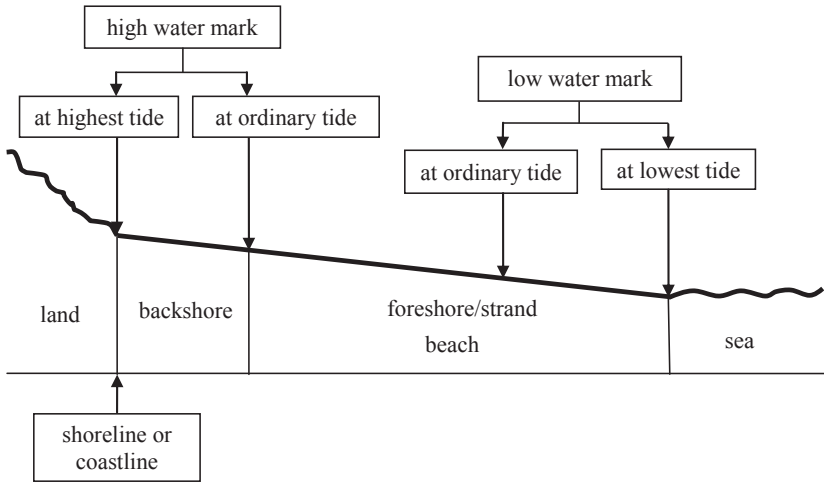 high water mark
low water mark
at highest tide
at ordinary tide
at ordinary tide
at lowest tide
land
backshore
foreshore/strand
beach
sea
shoreline or
coastline